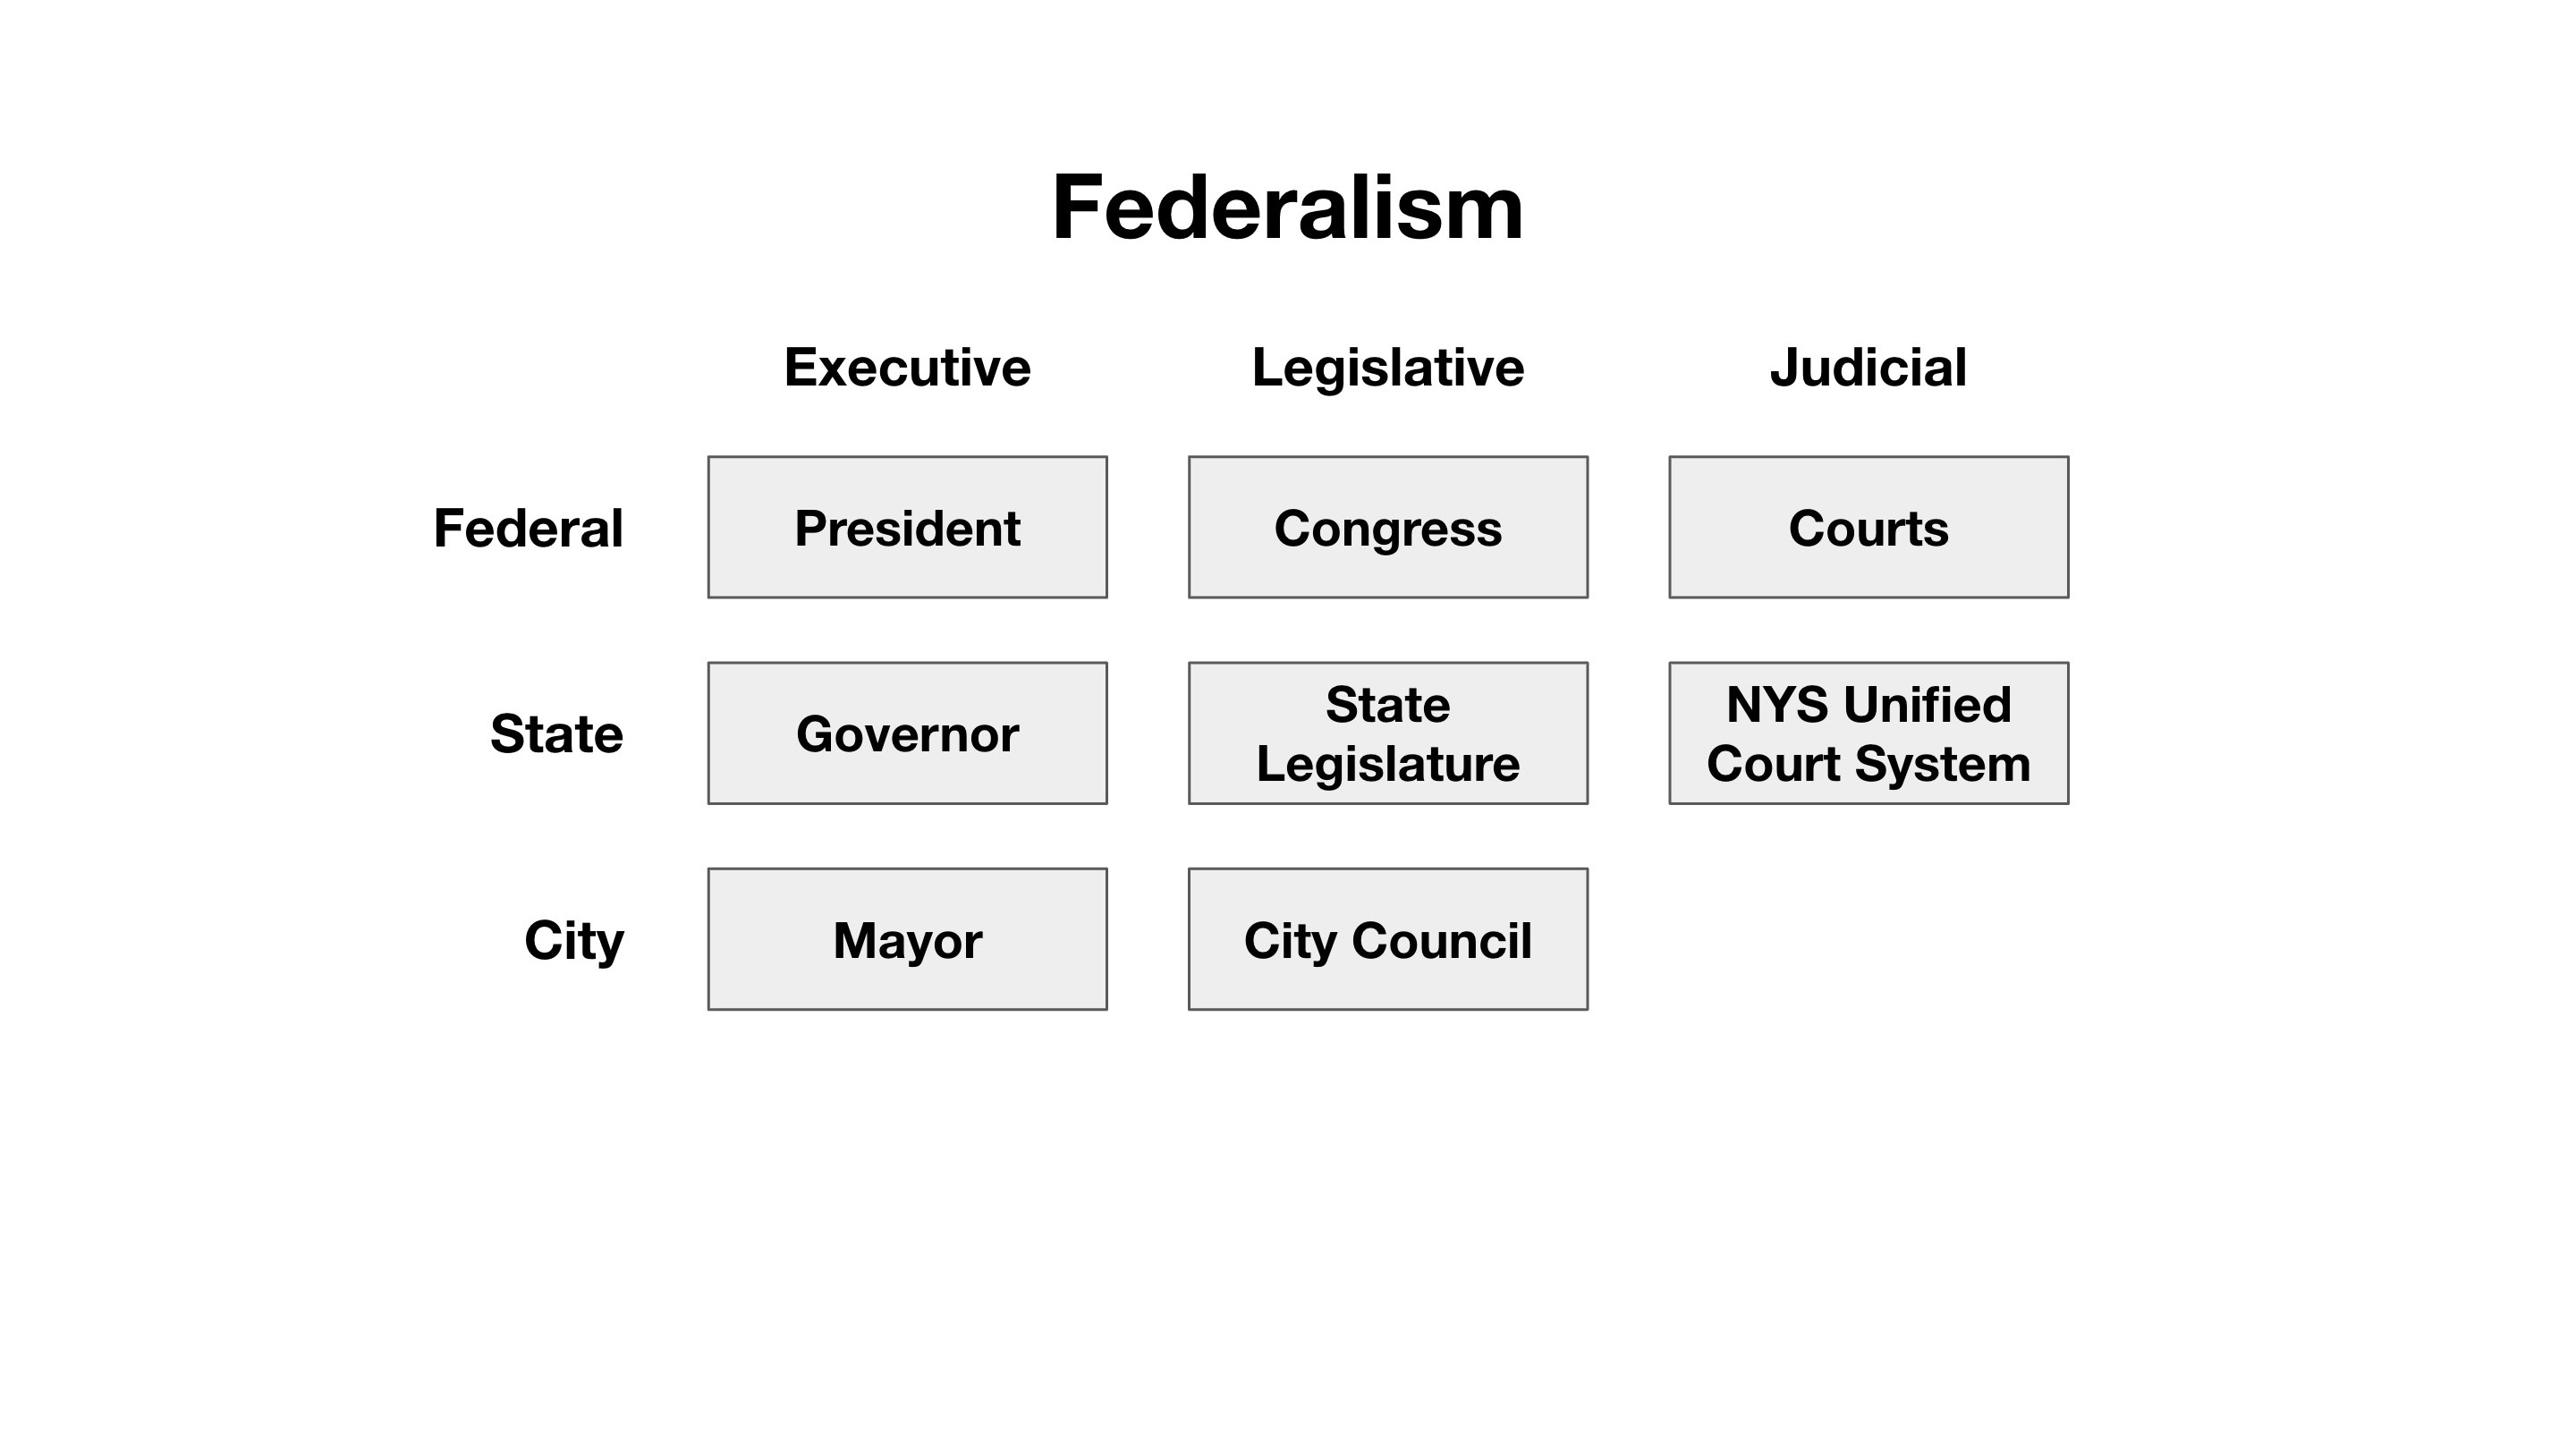 Federalism
Executive Legislative Judicial
Federal President Congress Courts
State Governor State Legislature NYS Unified Court System
City Mayor City Council